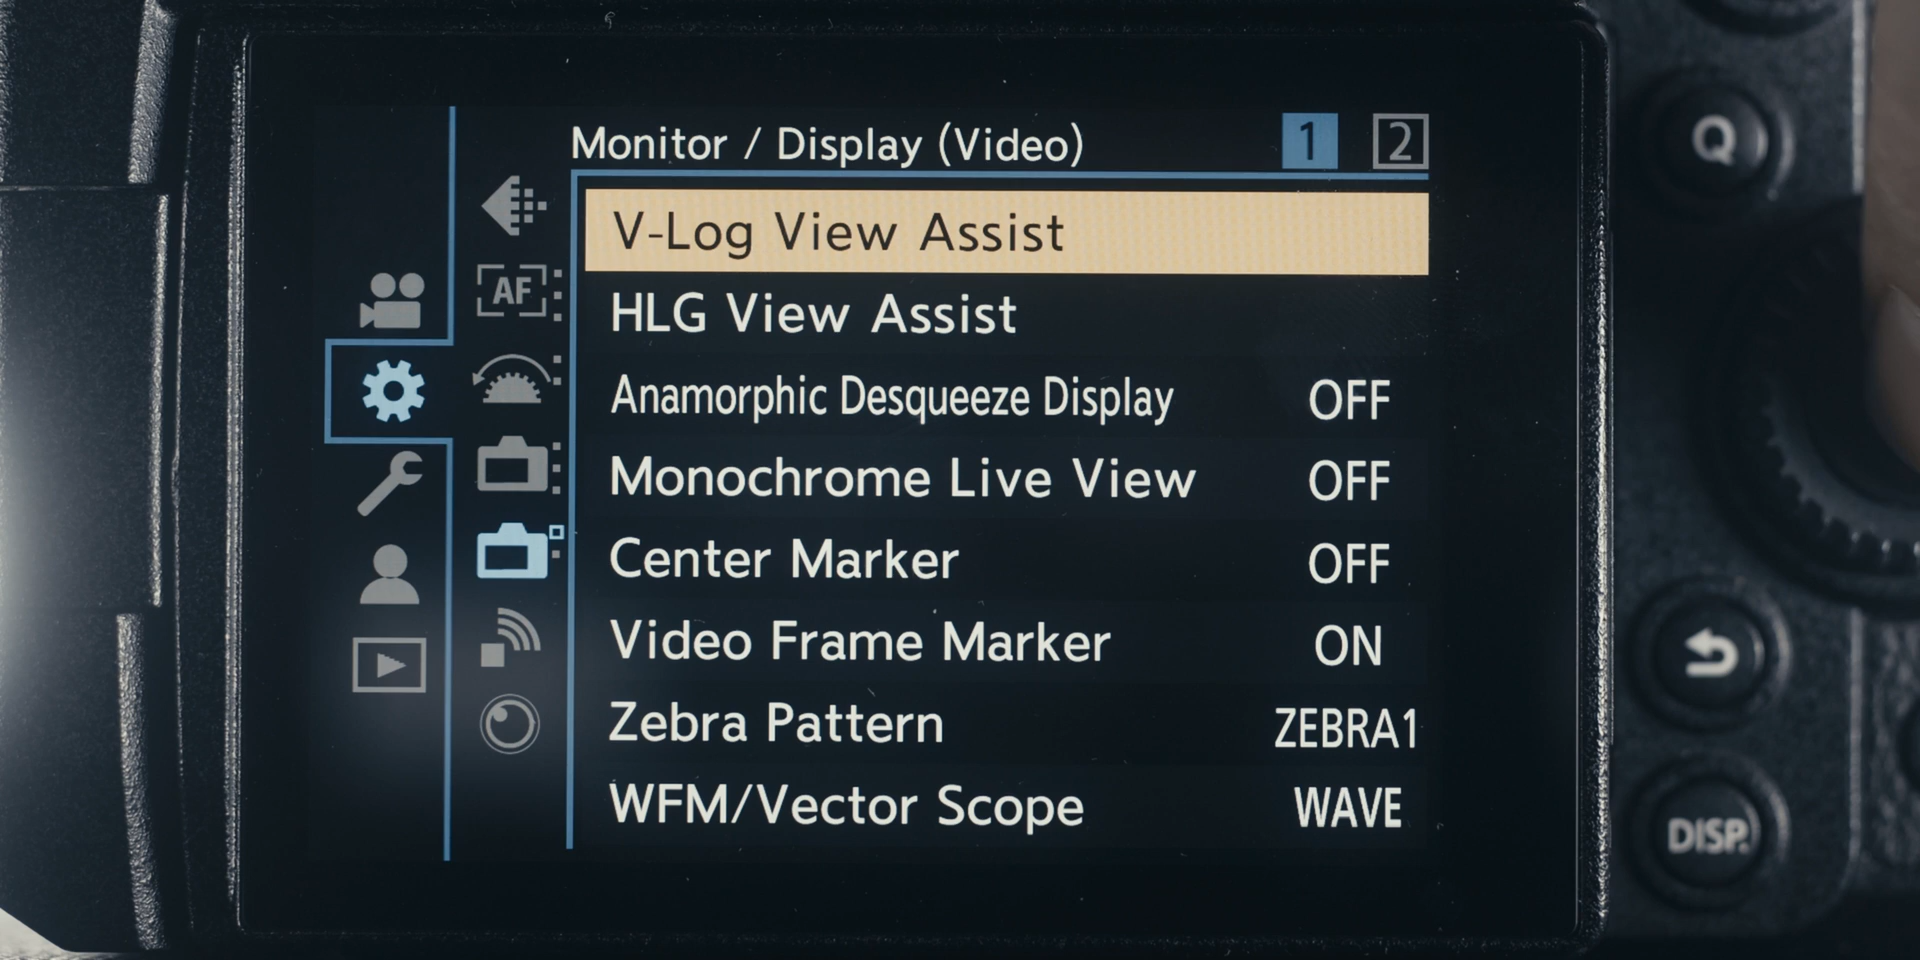 Monitor / Display (Video) 1 2
V-Log View Assist
HLG View Assist
AF
Anamorphic Desqueeze Display OFF
Monochrome Live View OFF
Center Marker OFF
Video Frame Marker ON
Zebra Pattern ZEBRA1
WFM/Vector Scope WAVE
Q
DISP.